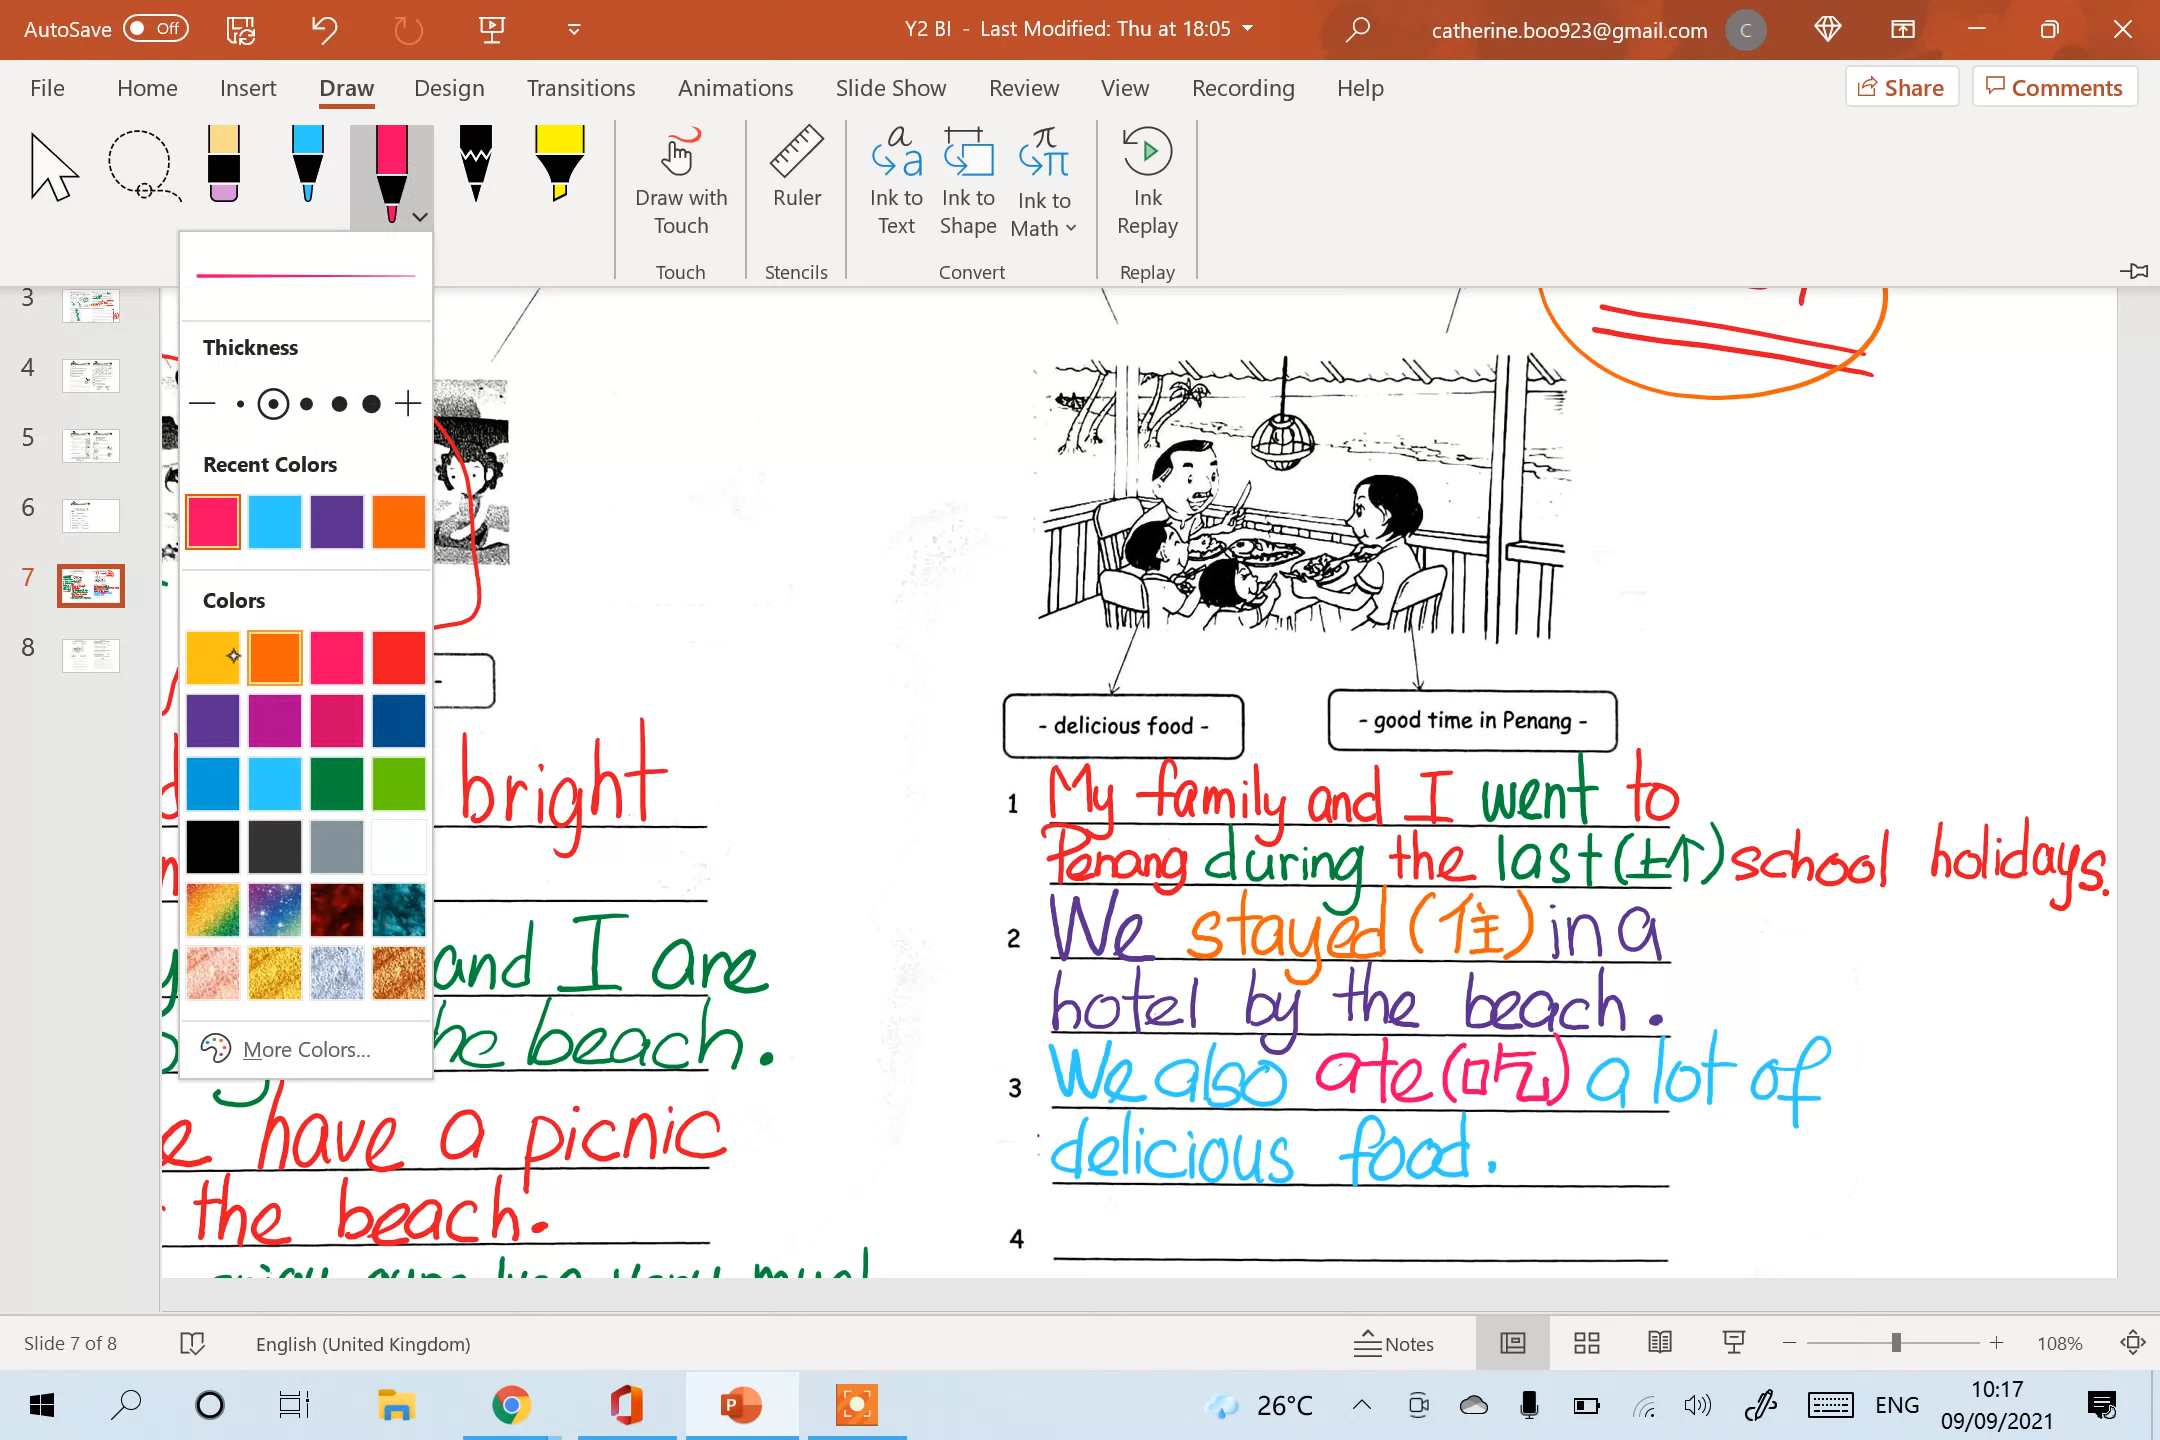 AutoSave Off
Y2 BI - Last Modified: Thu at 18:05
catherine.boo923@gmail.com
C
File Home Insert Draw Design Transitions Animations Slide Show Review View Recording Help
Share Comments
Draw with Touch
Ruler
Ink to Text
Ink to Shape
Ink to Math
Ink Replay
Touch Stencils Convert Replay
Thickness
Recent Colors
Colors
More Colors...
3
4
5
6
7
8
bright
and I are
the beach.
have a picnic
the beach.
- delicious food -
- good time in Penang -
1 My family and I went to
Penang during the last (上个) school holidays.
2 We stayed (住) in a
hotel by the beach.
3 We also ate (吃) a lot of
delicious food.
4
Slide 7 of 8
English (United Kingdom)
Notes
108%
26°C
ENG
10:17
09/09/2021